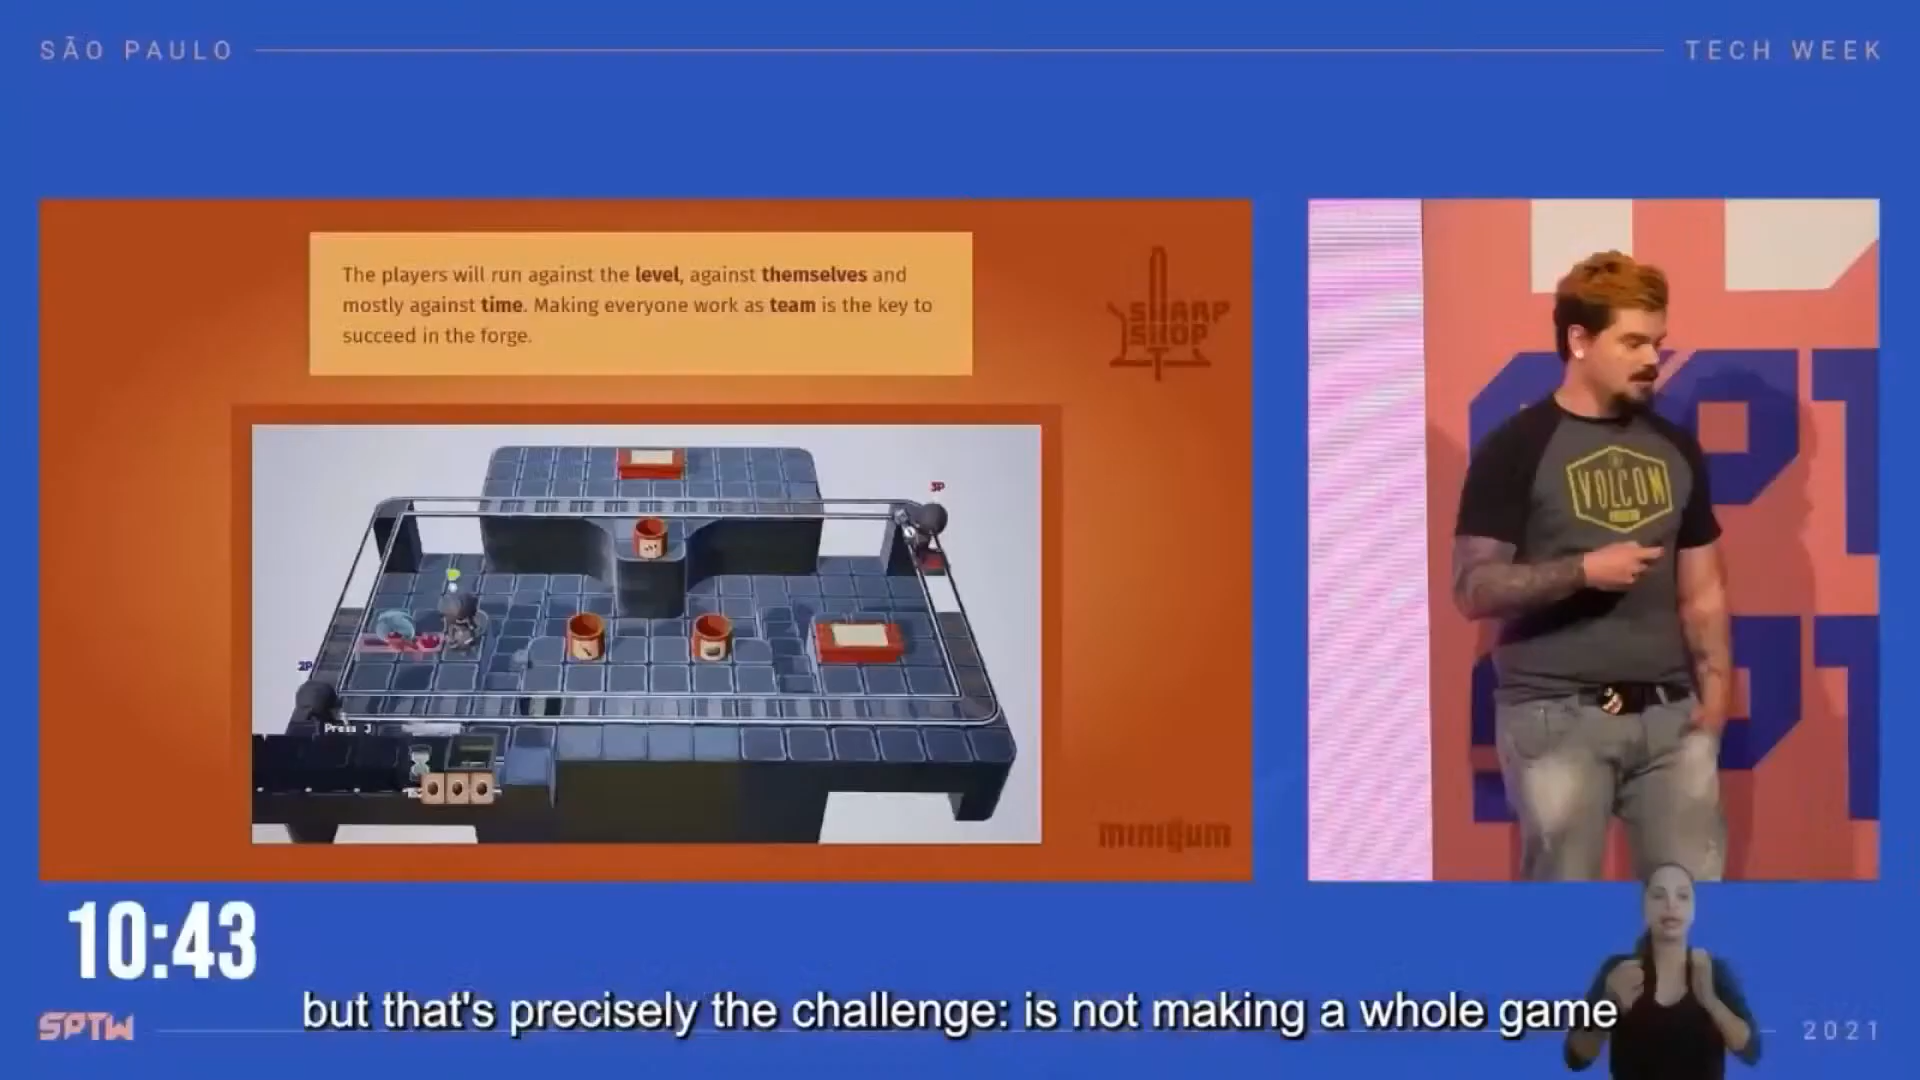 SÃO PAULO
TECH WEEK
The players will run against the level, against themselves and
mostly against time. Making everyone work as team is the key to
succeed in the forge.
SHARP
SHOP
3P
2P
Press J
minigum
VOLCOM
10:43
but that's precisely the challenge: is not making a whole game
SPTW
2021